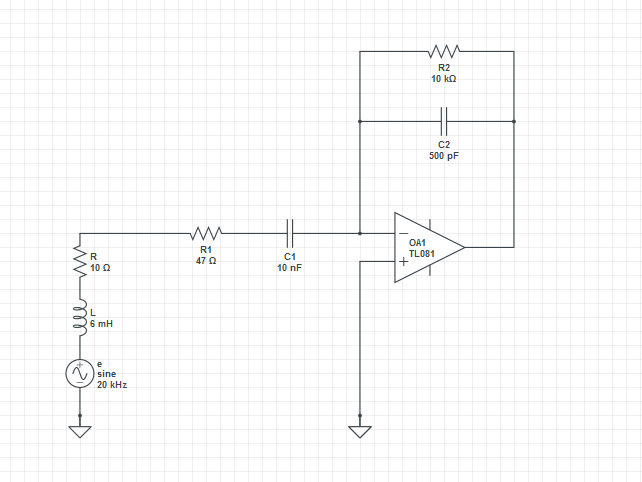 R2
10 kΩ
C2
500 pF
R1
47 Ω
C1
10 nF
OA1
TL081
R
10 Ω
L
6 mH
e
sine
20 kHz